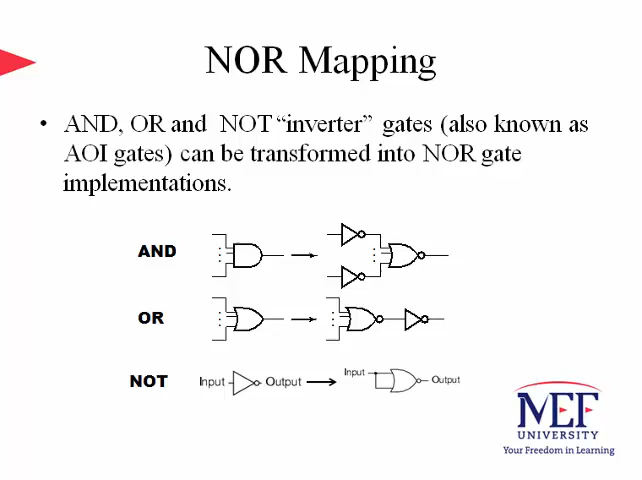 NOR Mapping
• AND, OR and NOT “inverter” gates (also known as
AOI gates) can be transformed into NOR gate
implementations.
AND
OR
NOT Input Output Input Output
MEF
UNIVERSITY
Your Freedom in Learning